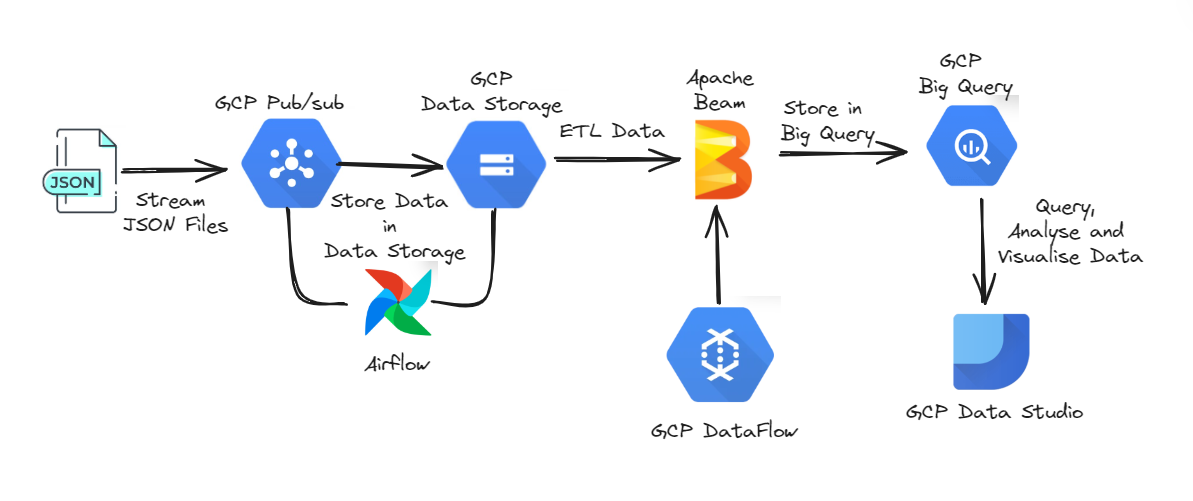 JSON
Stream
JSON Files
GCP Pub/sub
Store Data
in
Data Storage
Airflow
GCP
Data Storage
ETL Data
Apache
Beam
GCP DataFlow
Store in
Big Query
GCP
Big Query
Query,
Analyse and
Visualise Data
GCP Data Studio